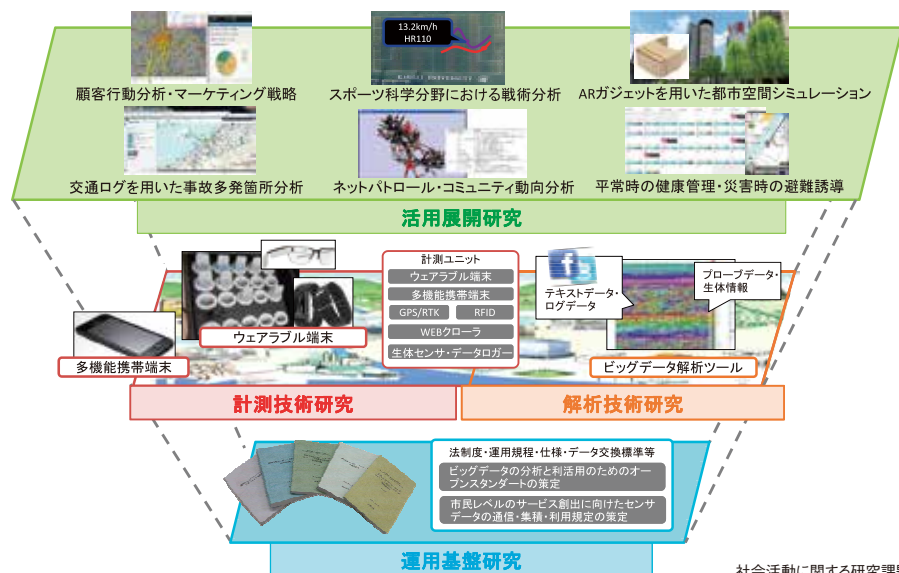 13.2km/h
HR110
顧客行動分析・マーケティング戦略
スポーツ科学分野における戦術分析
ARガジェットを用いた都市空間シミュレーション
交通ログを用いた事故多発箇所分析
ネットパトロール・コミュニティ動向分析
平常時の健康管理・災害時の避難誘導
活用展開研究
計測ユニット
ウェアラブル端末
多機能携帯端末
GPS/RTK
RFID
WEBクローラ
生体センサ・データロガー
テキストデータ・
ログデータ
プローブデータ・
生体情報
ウェアラブル端末
多機能携帯端末
ビッグデータ解析ツール
計測技術研究
解析技術研究
法制度・運用規程・仕様・データ交換標準等
ビッグデータの分析と利活用のためのオー
プンスタンダートの策定
市民レベルのサービス創出に向けたセンサ
データの通信・集積・利用規定の策定
運用基盤研究
社会活動に関する研究課題